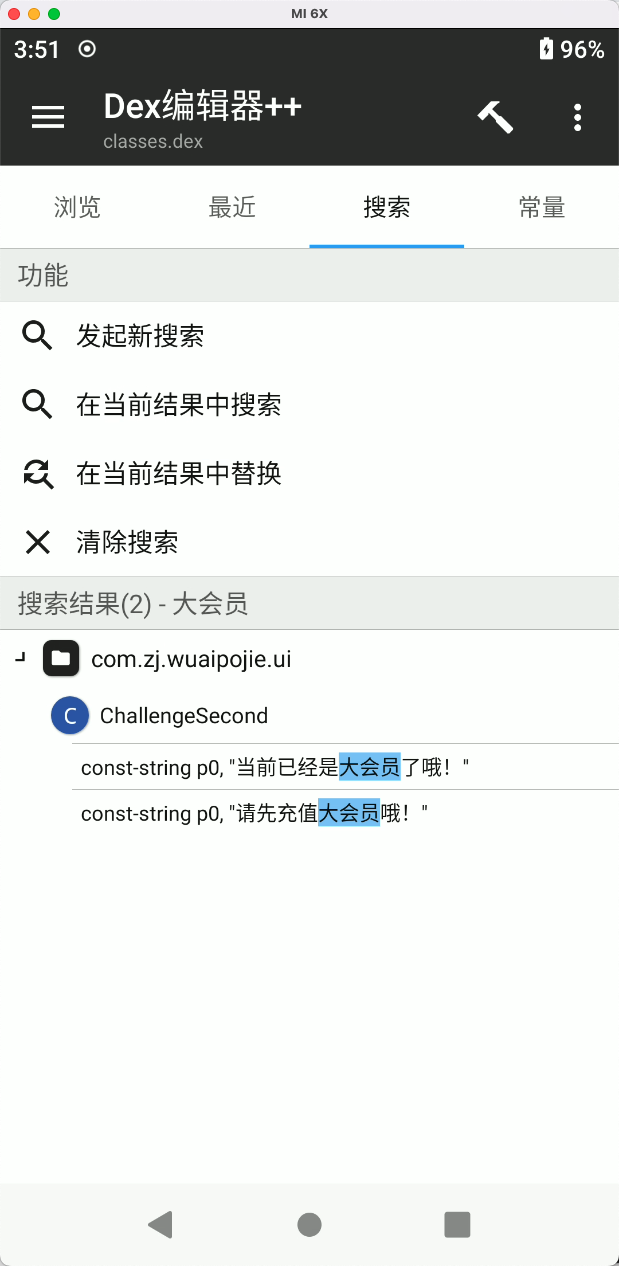 MI 6X
3:51 96%
Dex编辑器++
classes.dex
浏览 最近 搜索 常量
功能
发起新搜索
在当前结果中搜索
在当前结果中替换
清除搜索
搜索结果(2) - 大会员
com.zj.wuaipojie.ui
C ChallengeSecond
const-string p0, "当前已经是大会员了哦！"
const-string p0, "请先充值大会员哦！"